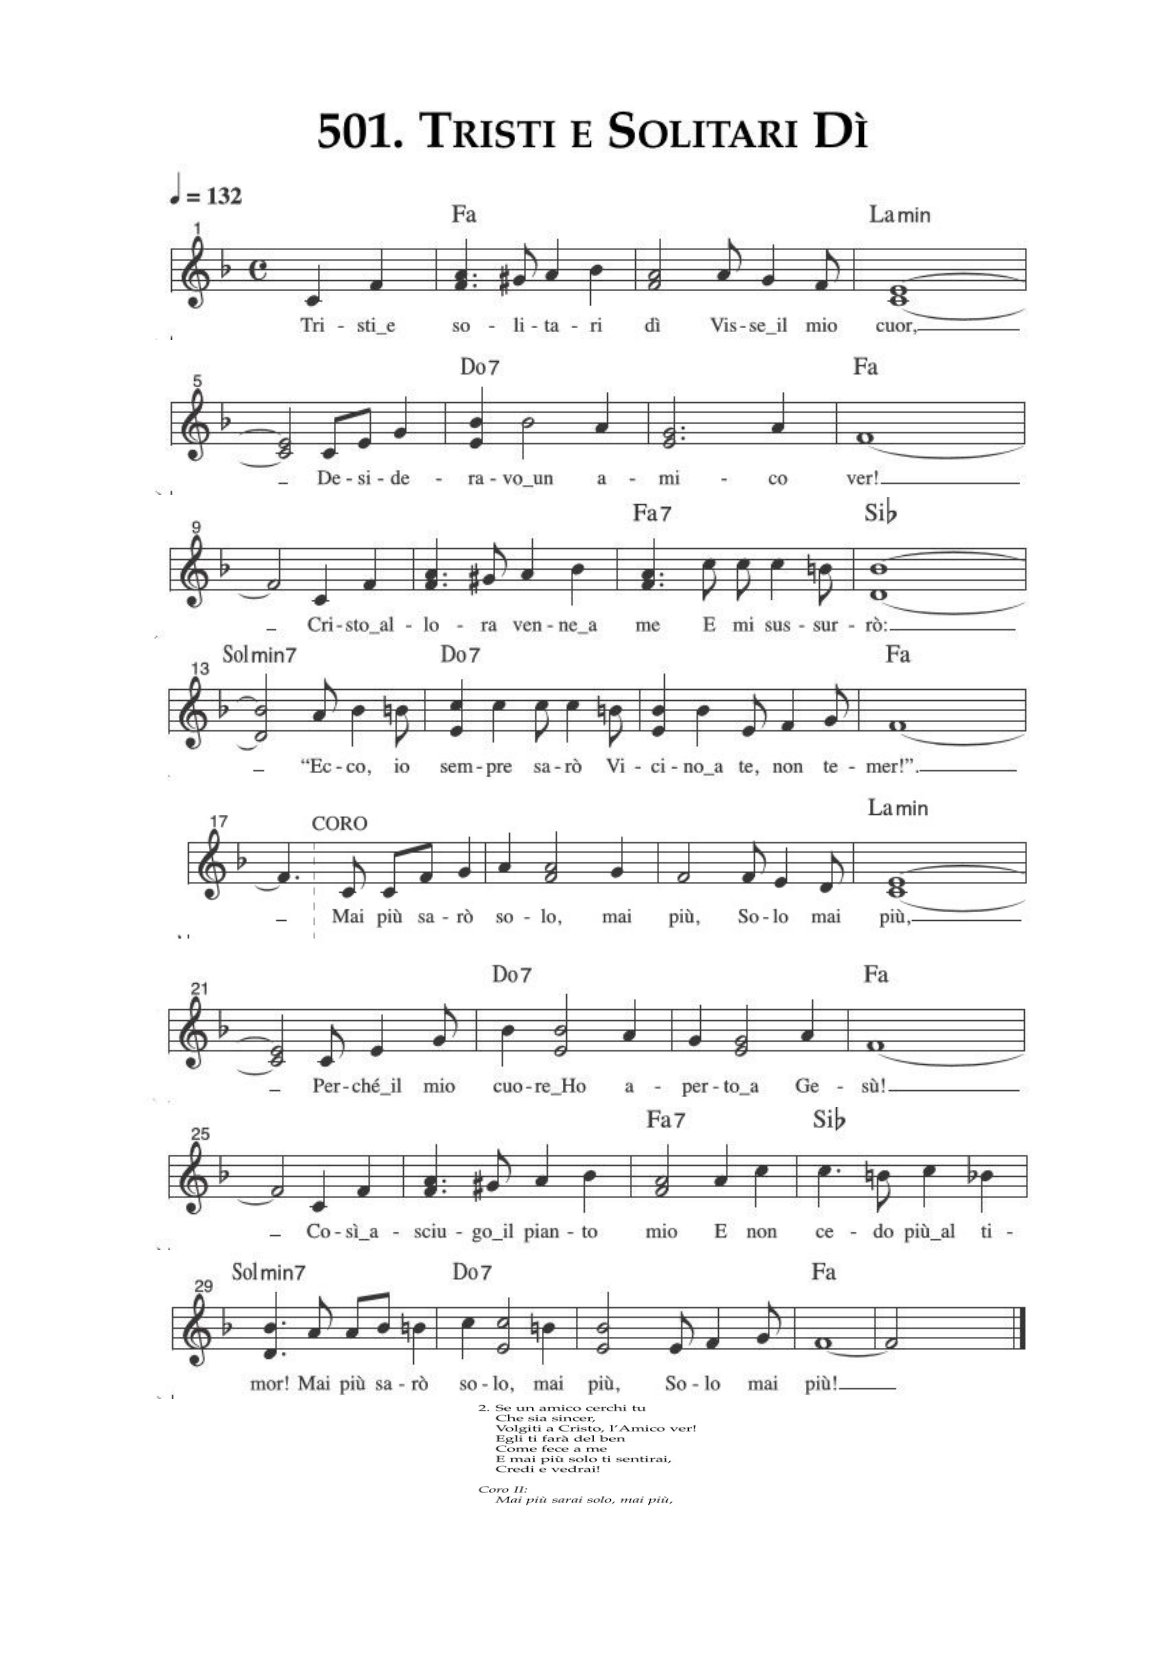 501. Tristi e Solitari Dì
♩ = 132
Fa Lamin
1
Tri - sti_e so - li - ta - ri dì Vis - se_il mio cuor,
Do7 Fa
5
De - si - de - ra - vo_un a - mi - co ver!
Fa7 Si♭
9
Cri - sto_al - lo - ra ven - ne_a me E mi sus - sur - rò:
Solmin7 Do7 Fa
13
“Ec - co, io sem - pre sa - rò Vi - ci - no_a te, non te - mer!”.
Lamin
17 CORO
Mai più sa - rò so - lo, mai più, So - lo mai più,
Do7 Fa
21
Per - ché_il mio cuo - re_Ho a - per - to_a Ge - sù!
Fa7 Si♭
25
Co - sì_a - sciu - go_il pian - to mio E non ce - do più_al ti -
Solmin7 Do7 Fa
29
mor! Mai più sa - rò so - lo, mai più, So - lo mai più!
2. Se un amico cerchi tu
Che sia sincer,
Volgiti a Cristo, l’Amico ver!
Egli ti farà del ben
Come fece a me
E mai più solo ti sentirai,
Credi e vedrai!
Coro II:
Mai più sarai solo, mai più,